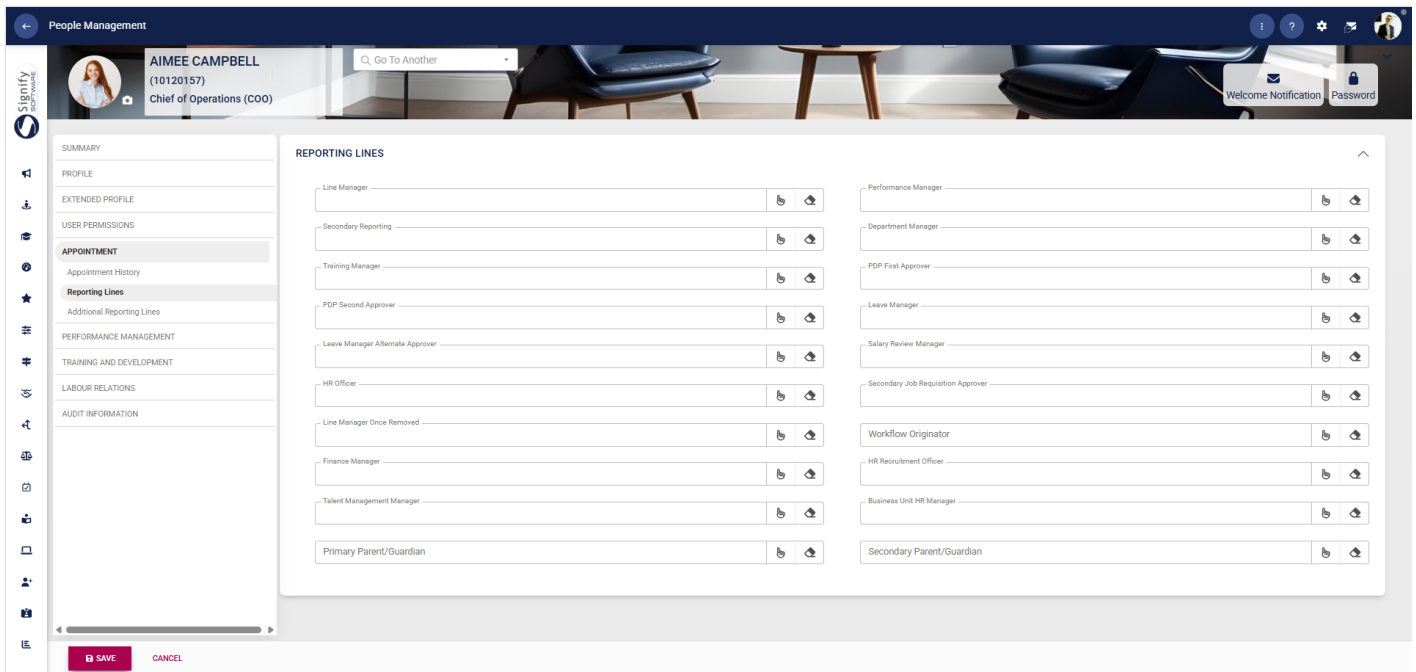 People Management
?
Signify
SOFTWARE
AIMEE CAMPBELL
(10120157)
Chief of Operations (COO)
Go To Another
Welcome Notification
Password
SUMMARY
PROFILE
EXTENDED PROFILE
USER PERMISSIONS
APPOINTMENT
Appointment History
Reporting Lines
Additional Reporting Lines
PERFORMANCE MANAGEMENT
TRAINING AND DEVELOPMENT
LABOUR RELATIONS
AUDIT INFORMATION
REPORTING LINES
Line Manager
Performance Manager
Secondary Reporting
Department Manager
Training Manager
PDP First Approver
PDP Second Approver
Leave Manager
Leave Manager Alternate Approver
Salary Review Manager
HR Officer
Secondary Job Requisition Approver
Line Manager Once Removed
Workflow Originator
Finance Manager
HR Recruitment Officer
Talent Management Manager
Business Unit HR Manager
Primary Parent/Guardian
Secondary Parent/Guardian
SAVE
CANCEL